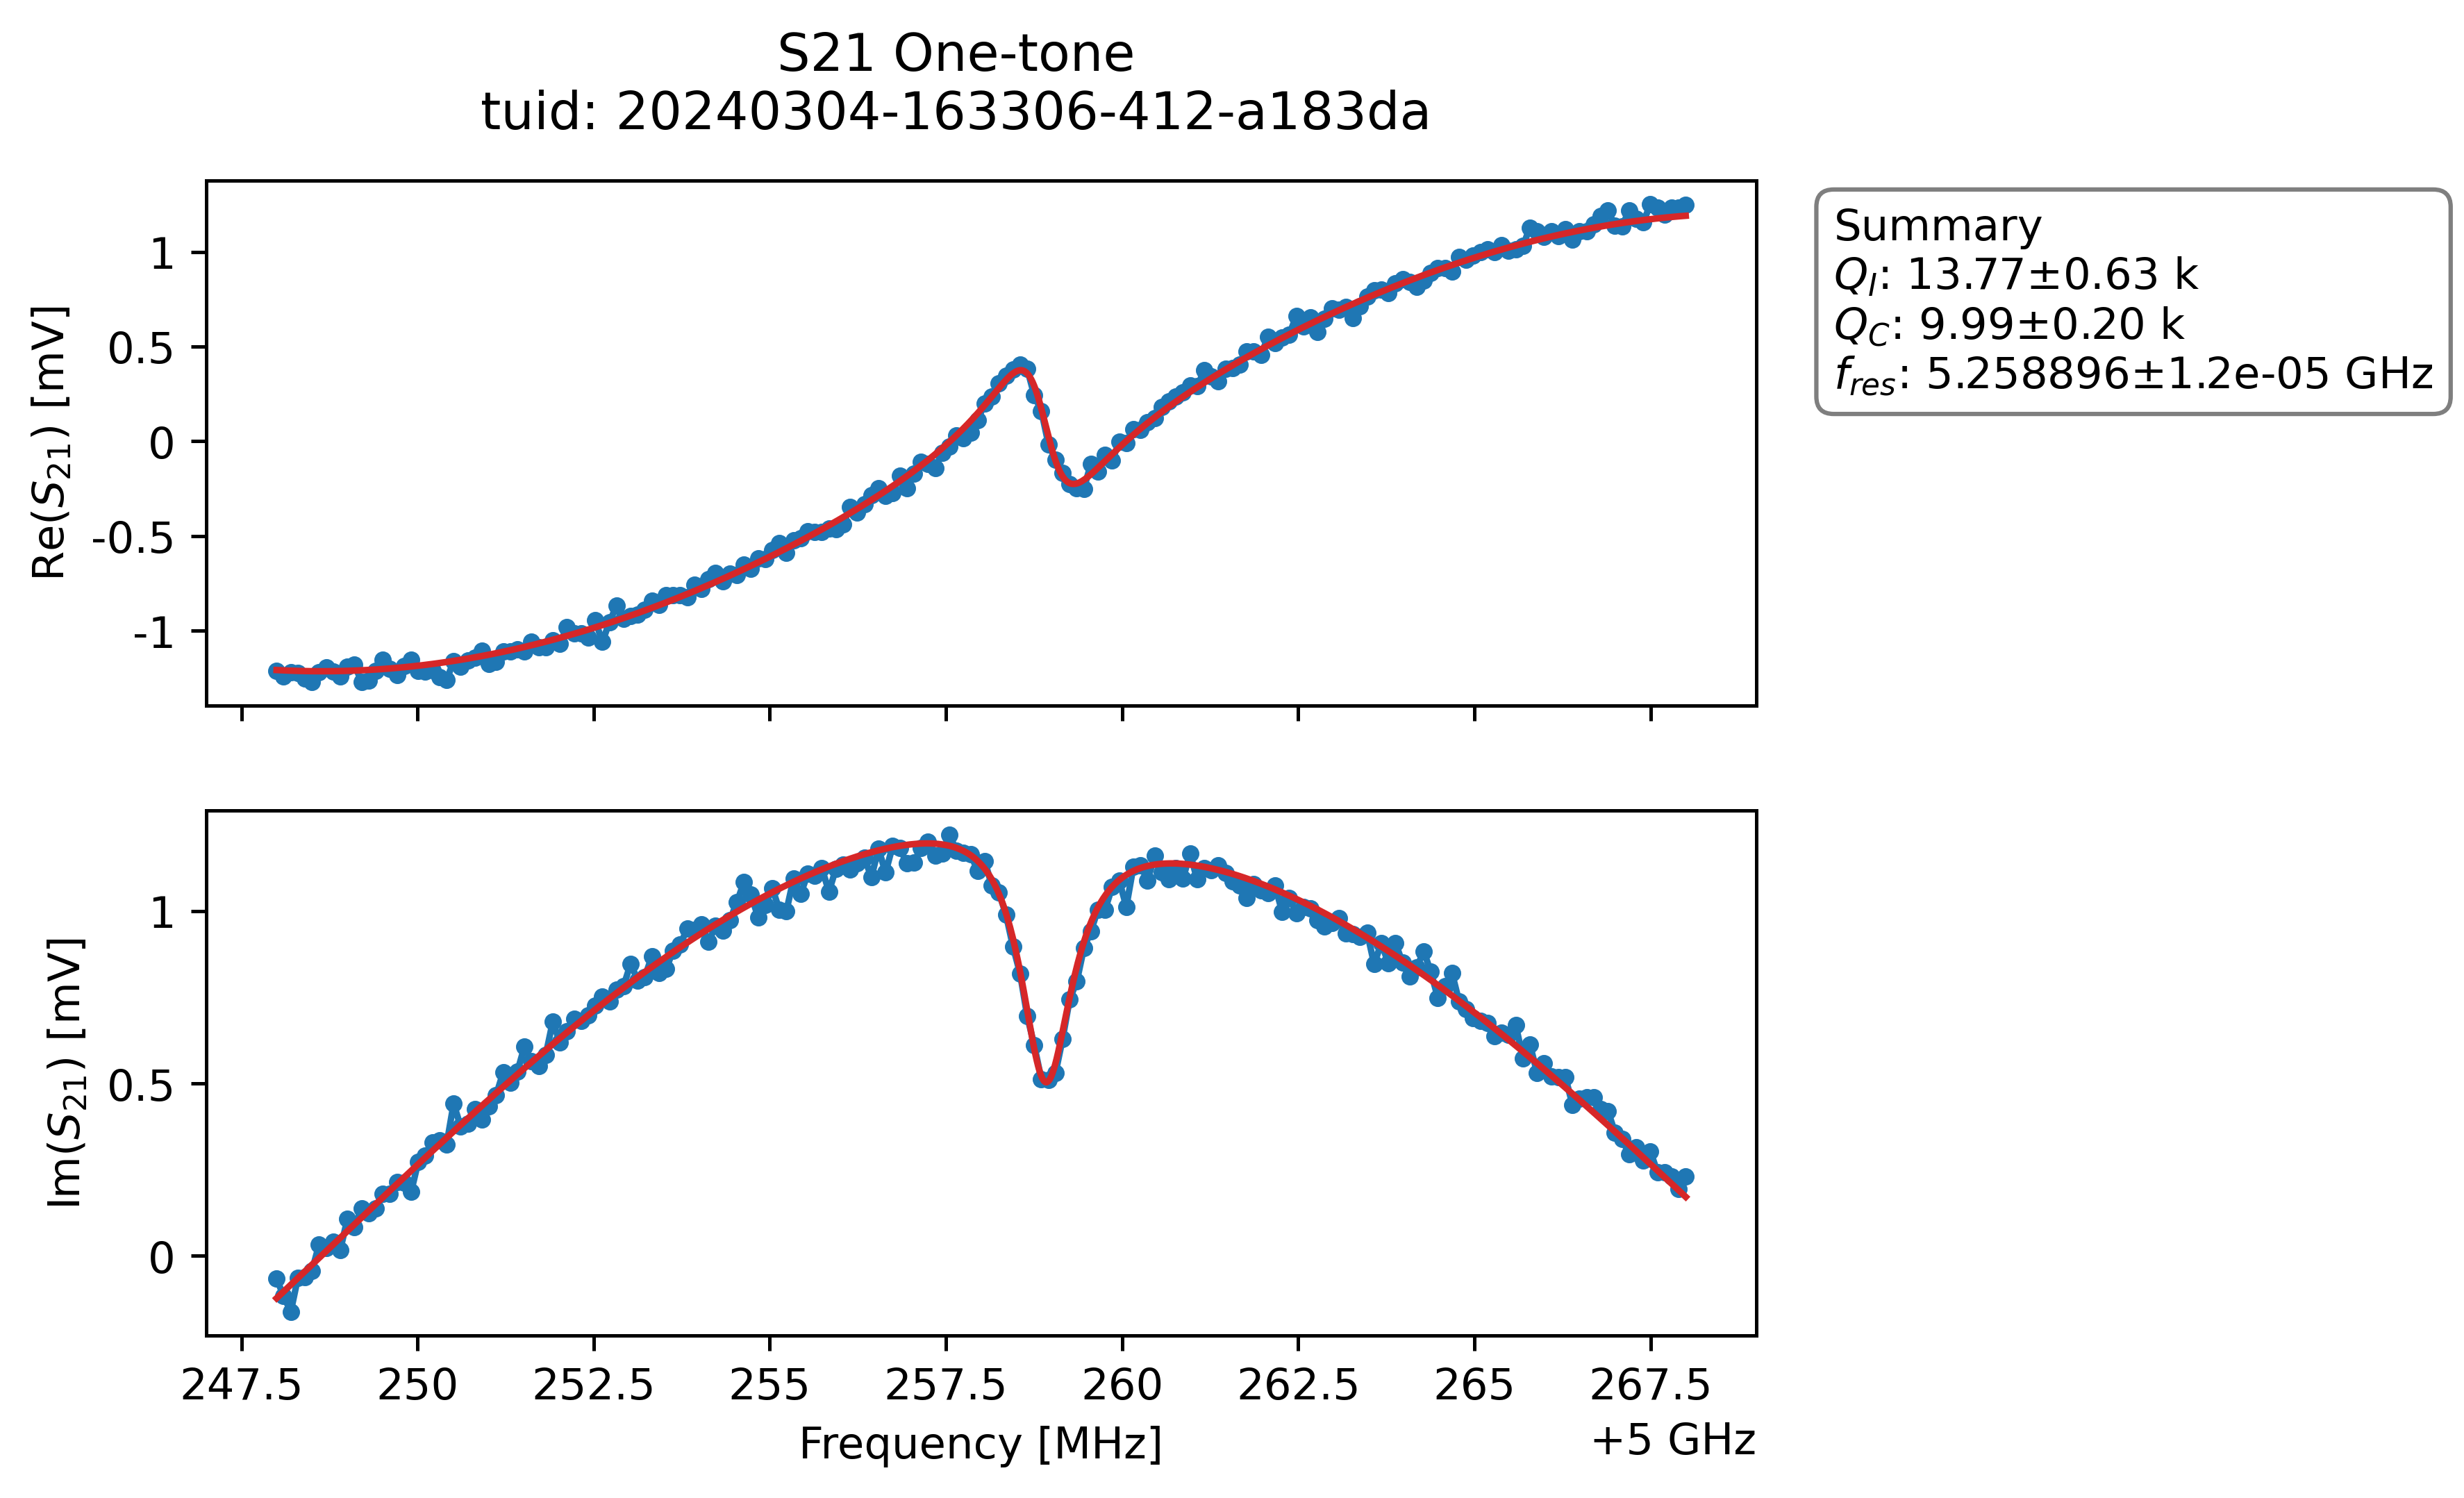 S21 One-tone
tuid: 20240304-163306-412-a183da
Re(S21) [mV]
1
0.5
0
-0.5
-1
Summary
QI: 13.77±0.63 k
QC: 9.99±0.20 k
fres: 5.258896±1.2e-05 GHz
Im(S21) [mV]
1
0.5
0
247.5 250 252.5 255 257.5 260 262.5 265 267.5
Frequency [MHz]
+5 GHz